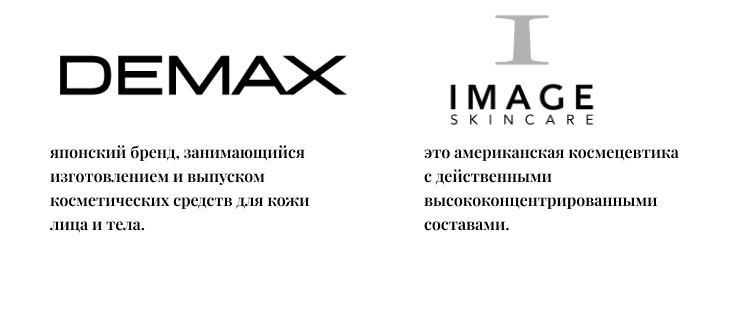 DEMAX
японский бренд, занимающийся
изготовлением и выпуском
косметических средств для кожи
лица и тела.
I
IMAGE
SKINCARE
это американская космецевтика
с действенными
высококонцентрированными
составами.